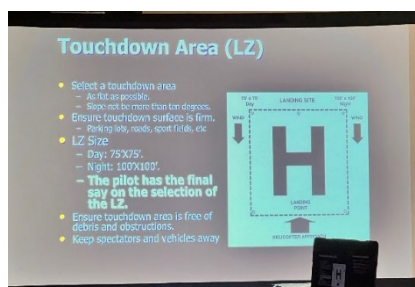 Touchdown Area (LZ)
Select a touchdown area
– As flat as possible.
– Slope not be more than ten degrees.
Ensure touchdown surface is firm.
– Parking lots, roads, sport fields, etc
LZ Size
– Day: 75'X75'.
– Night: 100'X100'.
– The pilot has the final
say on the selection of
the LZ.
Ensure touchdown area is free of
debris and obstructions.
Keep spectators and vehicles away
LANDING SITE
Day
Night
WIND
WIND
H
LANDING
POINT
HELICOPTER APPROACH